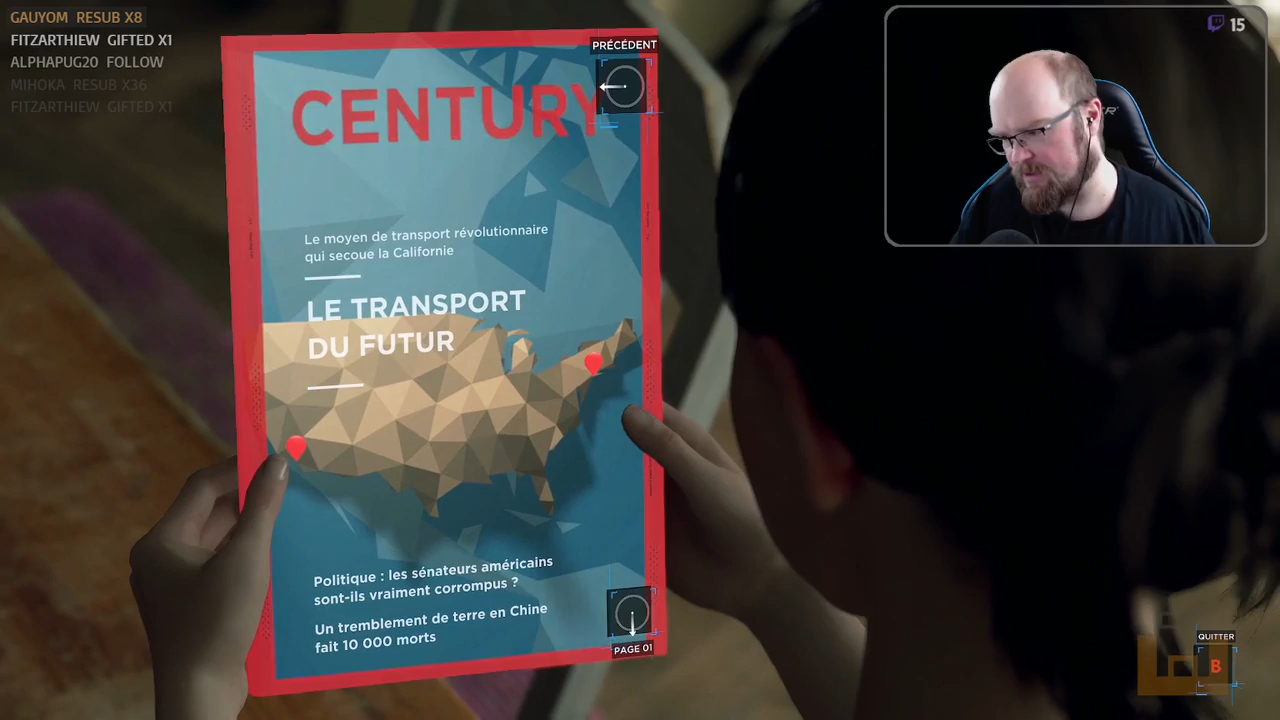 GAUYOM RESUB X8
FITZARTHIEW GIFTED X1
ALPHAPUG20 FOLLOW
MIHOKA RESUB X36
FITZARTHIEW GIFTED X1
15
PRÉCÉDENT
CENTURY
Le moyen de transport révolutionnaire
qui secoue la Californie
LE TRANSPORT
DU FUTUR
Politique : les sénateurs américains
sont-ils vraiment corrompus ?
Un tremblement de terre en Chine
fait 10 000 morts
PAGE 01
QUITTER
B